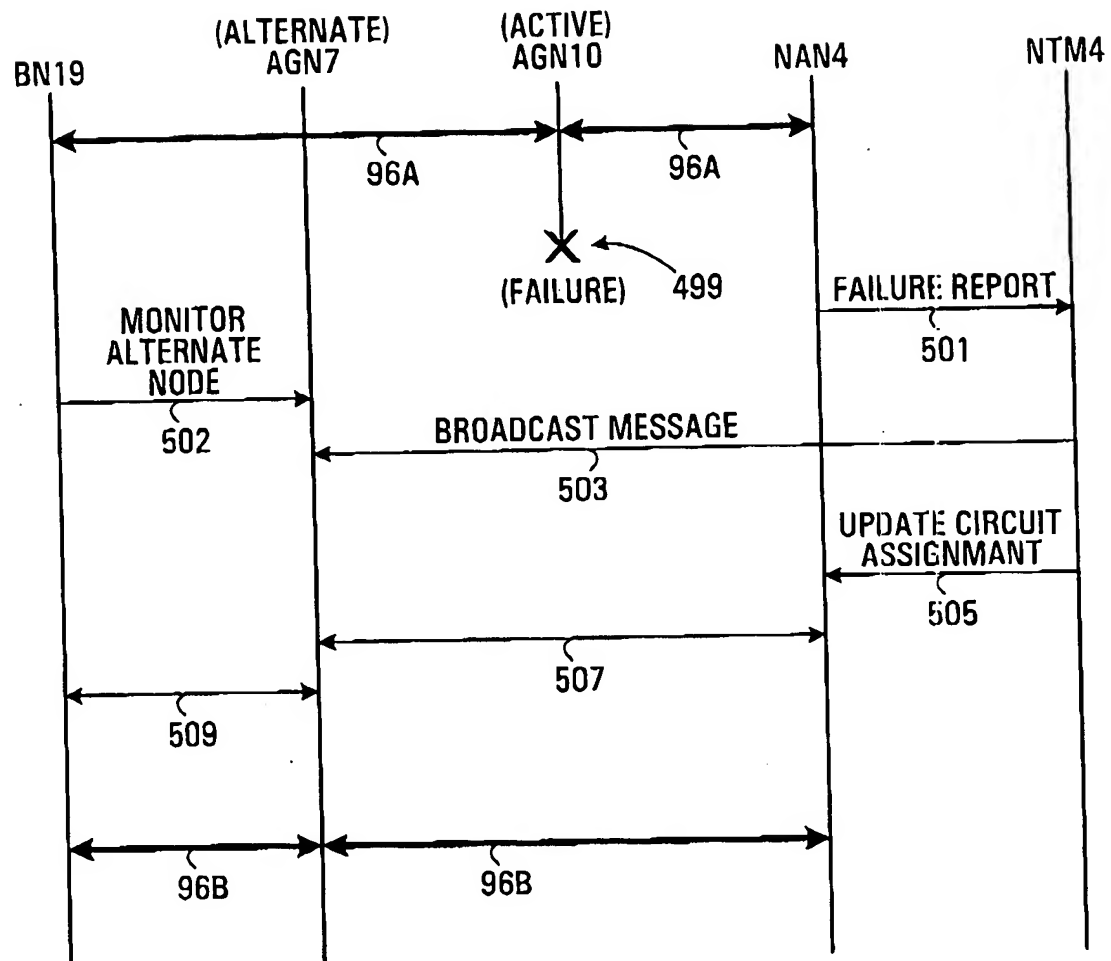 BN19
(ALTERNATE)
AGN7
(ACTIVE)
AGN10
NAN4
NTM4
96A
96A
(FAILURE)
499
FAILURE REPORT
501
MONITOR
ALTERNATE
NODE
502
BROADCAST MESSAGE
503
UPDATE CIRCUIT
ASSIGNMANT
505
507
509
96B
96B